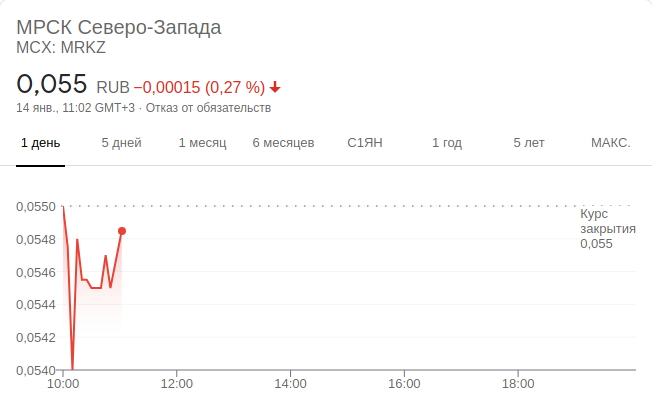 МРСК Северо-Запада
MCX: MRKZ
0,055 RUB −0,00015 (0,27 %)
14 янв., 11:02 GMT+3 · Отказ от обязательств
1 день 5 дней 1 месяц 6 месяцев С1ЯН 1 год 5 лет МАКС.
0,0550
Курс
закрытия
0,055
0,0548
0,0546
0,0544
0,0542
0,0540
10:00 12:00 14:00 16:00 18:00